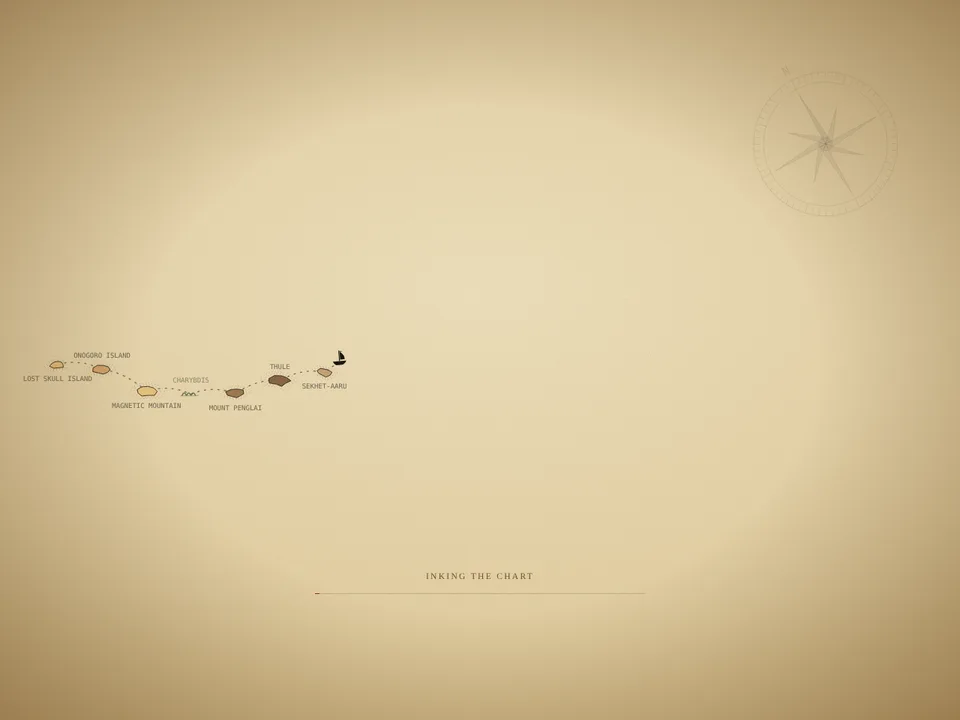 N
ONOGORO ISLAND
LOST SKULL ISLAND
MAGNETIC MOUNTAIN
CHARYBDIS
MOUNT PENGLAI
THULE
SEKHET-AARU
INKING THE CHART